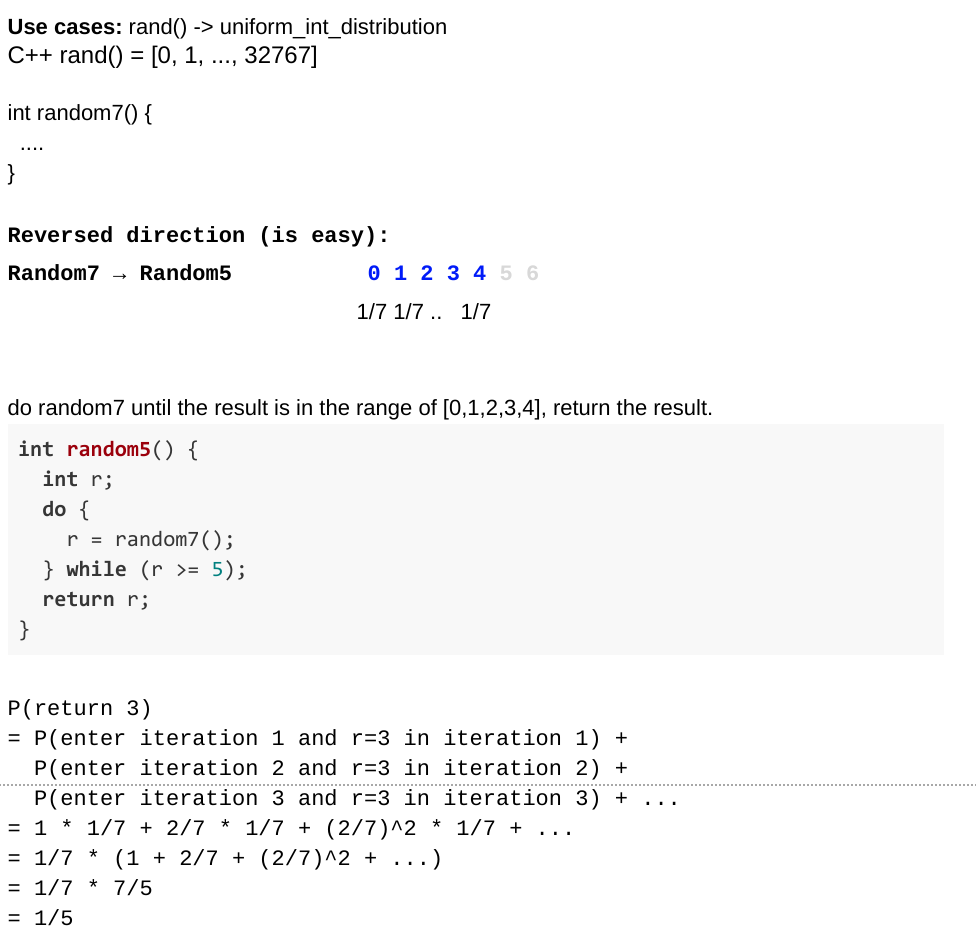 Use cases: rand() -> uniform_int_distribution
C++ rand() = [0, 1, ..., 32767]
int random7() {
  ....
}
Reversed direction (is easy):
Random7 → Random5 0 1 2 3 4 5 6
1/7 1/7 .. 1/7
do random7 until the result is in the range of [0,1,2,3,4], return the result.
int random5() {
  int r;
  do {
    r = random7();
  } while (r >= 5);
  return r;
}
P(return 3)
= P(enter iteration 1 and r=3 in iteration 1) +
  P(enter iteration 2 and r=3 in iteration 2) +
  P(enter iteration 3 and r=3 in iteration 3) + ...
= 1 * 1/7 + 2/7 * 1/7 + (2/7)^2 * 1/7 + ...
= 1/7 * (1 + 2/7 + (2/7)^2 + ...)
= 1/7 * 7/5
= 1/5